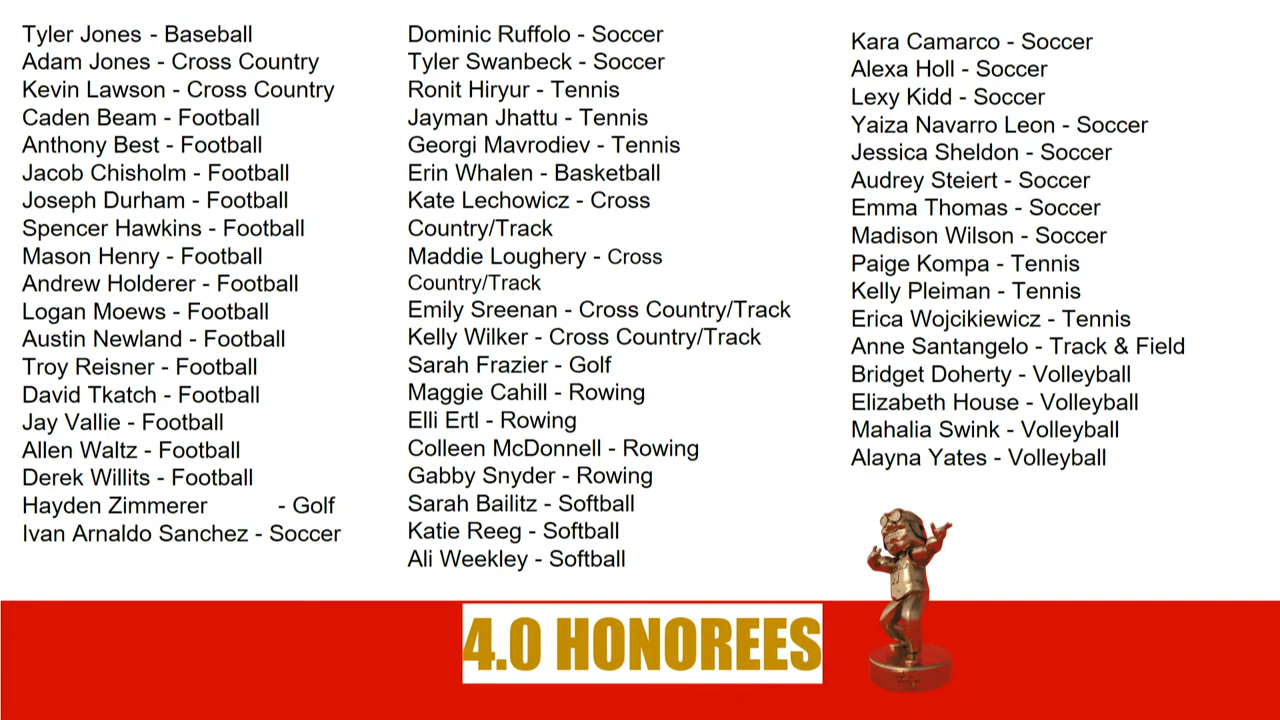 Tyler Jones - Baseball
Adam Jones - Cross Country
Kevin Lawson - Cross Country
Caden Beam - Football
Anthony Best - Football
Jacob Chisholm - Football
Joseph Durham - Football
Spencer Hawkins - Football
Mason Henry - Football
Andrew Holderer - Football
Logan Moews - Football
Austin Newland - Football
Troy Reisner - Football
David Tkatch - Football
Jay Vallie - Football
Allen Waltz - Football
Derek Willits - Football
Hayden Zimmerer - Golf
Ivan Arnaldo Sanchez - Soccer
Dominic Ruffolo - Soccer
Tyler Swanbeck - Soccer
Ronit Hiryur - Tennis
Jayman Jhattu - Tennis
Georgi Mavrodiev - Tennis
Erin Whalen - Basketball
Kate Lechowicz - Cross
Country/Track
Maddie Loughery - Cross
Country/Track
Emily Sreenan - Cross Country/Track
Kelly Wilker - Cross Country/Track
Sarah Frazier - Golf
Maggie Cahill - Rowing
Elli Ertl - Rowing
Colleen McDonnell - Rowing
Gabby Snyder - Rowing
Sarah Bailitz - Softball
Katie Reeg - Softball
Ali Weekley - Softball
Kara Camarco - Soccer
Alexa Holl - Soccer
Lexy Kidd - Soccer
Yaiza Navarro Leon - Soccer
Jessica Sheldon - Soccer
Audrey Steiert - Soccer
Emma Thomas - Soccer
Madison Wilson - Soccer
Paige Kompa - Tennis
Kelly Pleiman - Tennis
Erica Wojcikiewicz - Tennis
Anne Santangelo - Track & Field
Bridget Doherty - Volleyball
Elizabeth House - Volleyball
Mahalia Swink - Volleyball
Alayna Yates - Volleyball
4.0 HONOREES